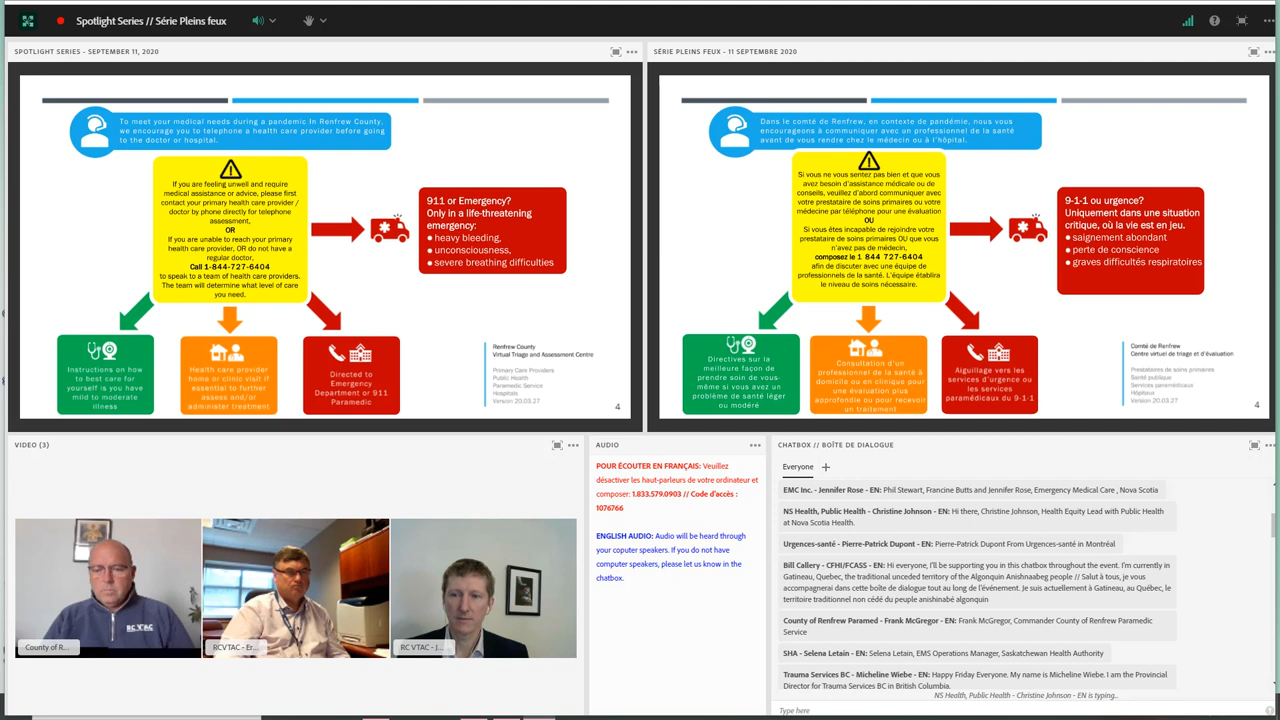 Spotlight Series // Série Pleins feux
SPOTLIGHT SERIES - SEPTEMBER 11, 2020
To meet your medical needs during a pandemic In Renfrew County,
we encourage you to telephone a health care provider before going
to the doctor or hospital.
If you are feeling unwell and require
medical assistance or advice, please first
contact your primary health care provider /
doctor by phone directly for telephone
assessment,
OR
If you are unable to reach your primary
health care provider, OR do not have a
regular doctor,
Call 1-844-727-6404
to speak to a team of health care providers.
The team will determine what level of care
you need.
911 or Emergency?
Only in a life-threatening
emergency:
● heavy bleeding,
● unconsciousness,
● severe breathing difficulties
Instructions on how
to best care for
yourself is you have
mild to moderate
illness
Health care provider
home or clinic visit if
essential to further
assess and/or
administer treatment
Directed to
Emergency
Department or 911
Paramedic
Renfrew County
Virtual Triage and Assessment Centre
Primary Care Providers
Public Health
Paramedic Service
Hospitals
Version 20.03.27
4
SÉRIE PLEINS FEUX - 11 SEPTEMBRE 2020
Dans le comté de Renfrew, en contexte de pandémie, nous vous
encourageons à communiquer avec un professionnel de la santé
avant de vous rendre chez le médecin ou à l'hôpital.
Si vous ne vous sentez pas bien et que vous
avez besoin d'assistance médicale ou de
conseils, veuillez d'abord communiquer avec
votre prestataire de soins primaires ou votre
médecine par téléphone pour une évaluation
OU
Si vous êtes incapable de rejoindre votre
prestataire de soins primaires OU que vous
n'avez pas de médecin,
composez le 1 844 727-6404
afin de discuter avec une équipe de
professionnels de la santé. L'équipe établira
le niveau de soins nécessaire.
9-1-1 ou urgence?
Uniquement dans une situation
critique, où la vie est en jeu.
● saignement abondant
● perte de conscience
● graves difficultés respiratoires
Directives sur la
meilleure façon de
prendre soin de vous-
même si vous avez un
problème de santé léger
ou modéré
Consultation d'un
professionnel de la santé à
domicile ou en clinique pour
une évaluation plus
approfondie ou pour recevoir
un traitement
Aiguillage vers les
services d'urgence ou
les services
paramédicaux du 9-1-1
Comté de Renfrew
Centre virtuel de triage et d'évaluation
Prestataires de soins primaires
Santé publique
Services paramédicaux
Hôpitaux
Version 20.03.27
4
VIDEO (3)
County of R...
RCVTAC - Er...
RC VTAC - J...
RC VTAC
AUDIO
POUR ÉCOUTER EN FRANÇAIS: Veuillez
désactiver les haut-parleurs de votre ordinateur et
composer: 1.833.579.0903 // Code d'accès :
1076766
ENGLISH AUDIO: Audio will be heard through
your coputer speakers. If you do not have
computer speakers, please let us know in the
chatbox.
CHATBOX // BOÎTE DE DIALOGUE
Everyone
EMC Inc. - Jennifer Rose - EN: Phil Stewart, Francine Butts and Jennifer Rose, Emergency Medical Care , Nova Scotia
NS Health, Public Health - Christine Johnson - EN: Hi there, Christine Johnson, Health Equity Lead with Public Health
at Nova Scotia Health.
Urgences-santé - Pierre-Patrick Dupont - EN: Pierre-Patrick Dupont From Urgences-santé in Montréal
Bill Callery - CFHI/FCASS - EN: Hi everyone, I'll be supporting you in this chatbox throughout the event. I'm currently in
Gatineau, Quebec, the traditional unceded territory of the Algonquin Anishnaabeg people // Salut à tous, je vous
accompagnerai dans cette boîte de dialogue tout au long de l'événement. Je suis actuellement à Gatineau, au Québec, le
territoire traditionnel non cédé du peuple anishinabé algonquin
County of Renfrew Paramed - Frank McGregor - EN: Frank McGregor, Commander County of Renfrew Paramedic
Service
SHA - Selena Letain - EN: Selena Letain, EMS Operations Manager, Saskatchewan Health Authority
Trauma Services BC - Micheline Wiebe - EN: Happy Friday Everyone. My name is Micheline Wiebe. I am the Provincial
Director for Trauma Services BC in British Columbia.
NS Health, Public Health - Christine Johnson - EN is typing...
Type here